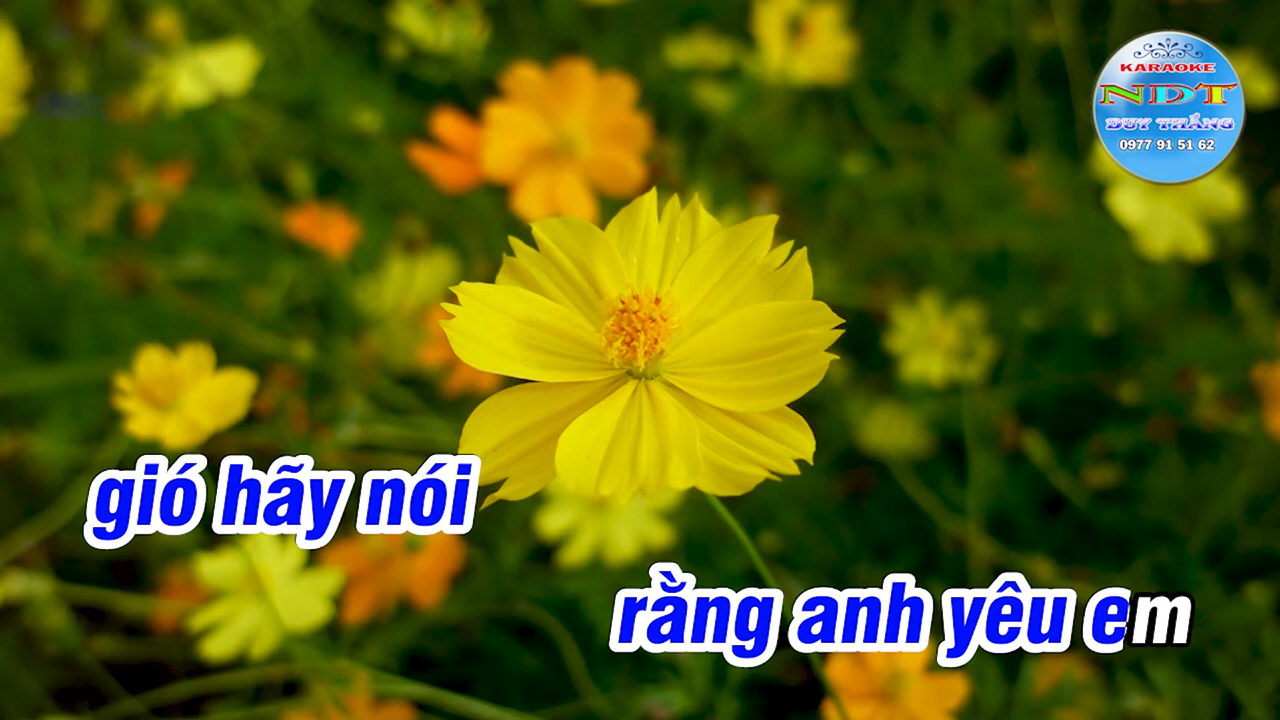 KARAOKE
NDT
DUY THẮNG
0977 91 51 62
gió hãy nói
rằng anh yêu em